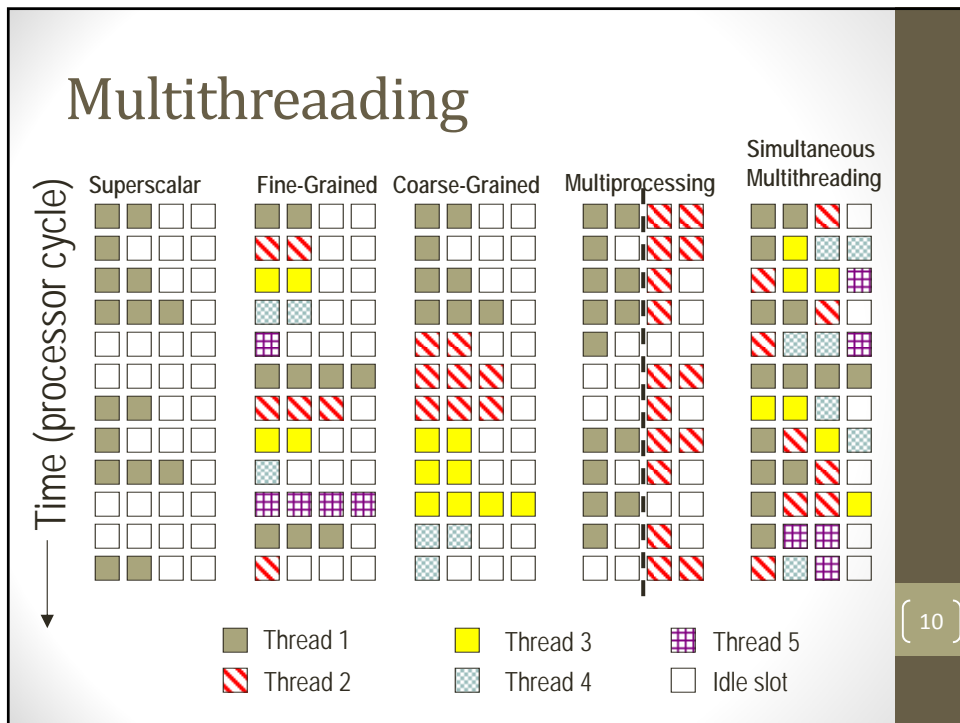 Multithreaading
Time (processor cycle)
Superscalar
Fine-Grained
Coarse-Grained
Multiprocessing
Simultaneous
Multithreading
Thread 1
Thread 3
Thread 5
Thread 2
Thread 4
Idle slot
10